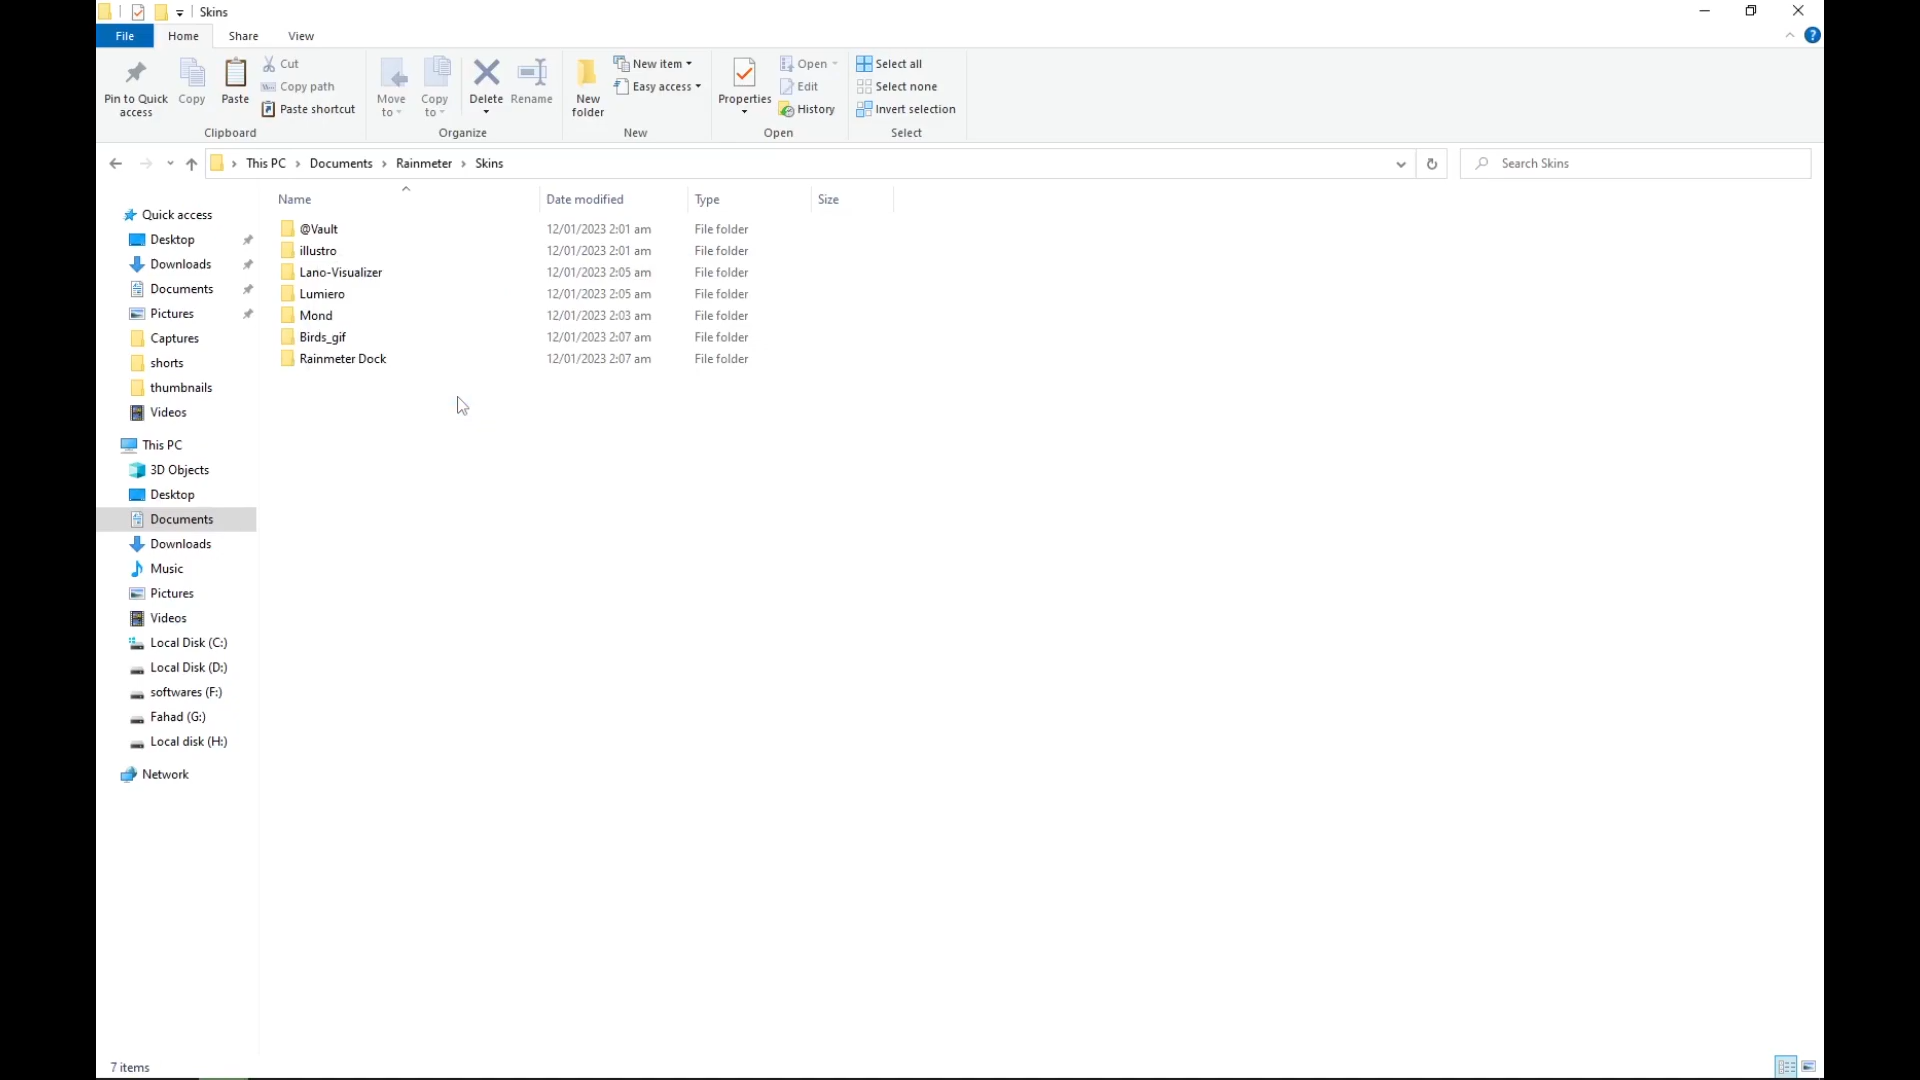 Skins
File Home Share View ?
Pin to Quick access
Copy
Paste
Cut
Copy path
Paste shortcut
Clipboard
Move to
Copy to
Delete
Rename
Organize
New folder
New item
Easy access
New
Properties
Open
Edit
History
Open
Select all
Select none
Invert selection
Select
This PC > Documents > Rainmeter > Skins
Search Skins
Quick access
Desktop
Downloads
Documents
Pictures
Captures
shorts
thumbnails
Videos
This PC
3D Objects
Desktop
Documents
Downloads
Music
Pictures
Videos
Local Disk (C:)
Local Disk (D:)
softwares (F:)
Fahad (G:)
Local disk (H:)
Network
Name Date modified Type Size
@Vault 12/01/2023 2:01 am File folder
illustro 12/01/2023 2:01 am File folder
Lano-Visualizer 12/01/2023 2:05 am File folder
Lumiero 12/01/2023 2:05 am File folder
Mond 12/01/2023 2:03 am File folder
Birds_gif 12/01/2023 2:07 am File folder
Rainmeter Dock 12/01/2023 2:07 am File folder
7 items